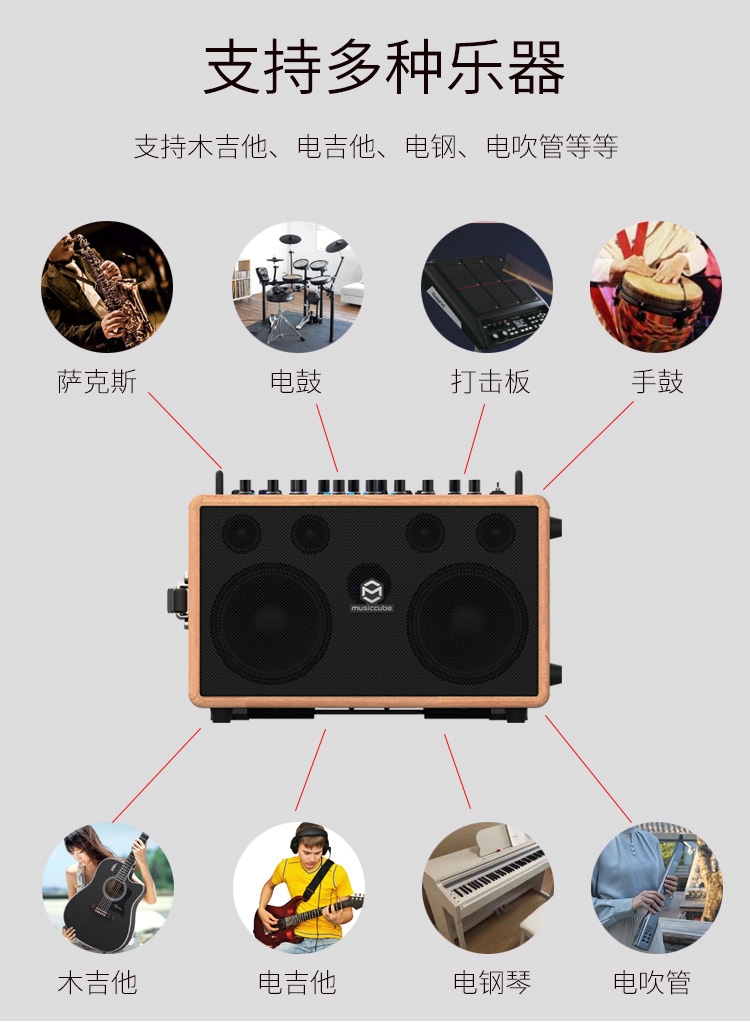 支持多种乐器
支持木吉他、电吉他、电钢、电吹管等等
萨克斯
电鼓
打击板
手鼓
musiccube
木吉他
电吉他
电钢琴
电吹管